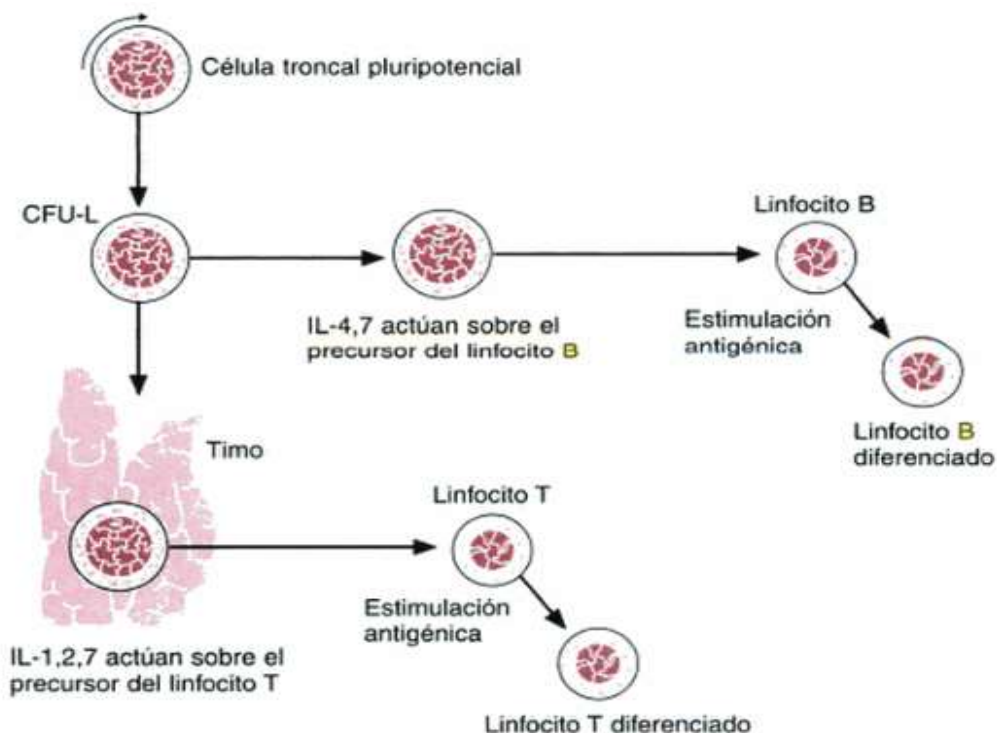 Célula troncal pluripotencial
CFU-L
Linfocito B
IL-4,7 actúan sobre el
precursor del linfocito B
Estimulación
antigénica
Linfocito B
diferenciado
Timo
Linfocito T
Estimulación
antigénica
IL-1,2,7 actúan sobre el
precursor del linfocito T
Linfocito T diferenciado